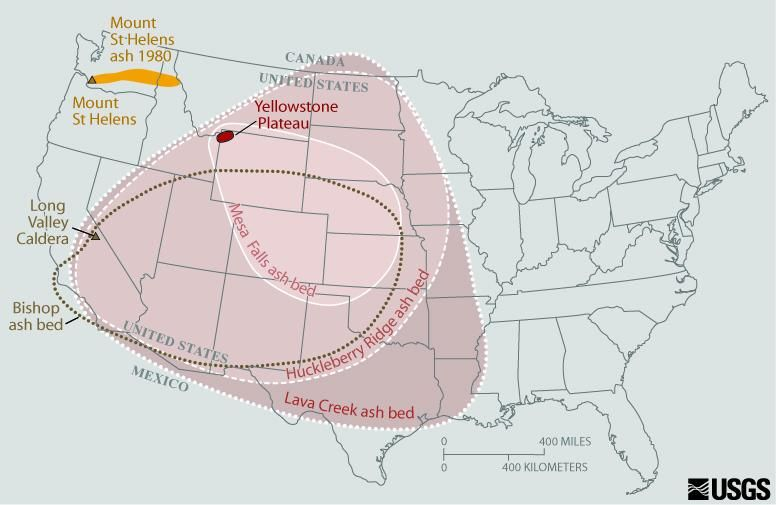 Mount
St Helens
ash 1980
Mount
St Helens
CANADA
UNITED STATES
Yellowstone
Plateau
Long
Valley
Caldera
Bishop
ash bed
Mesa Falls ash bed
Huckleberry Ridge ash bed
Lava Creek ash bed
UNITED STATES
MEXICO
0 400 MILES
0 400 KILOMETERS
USGS